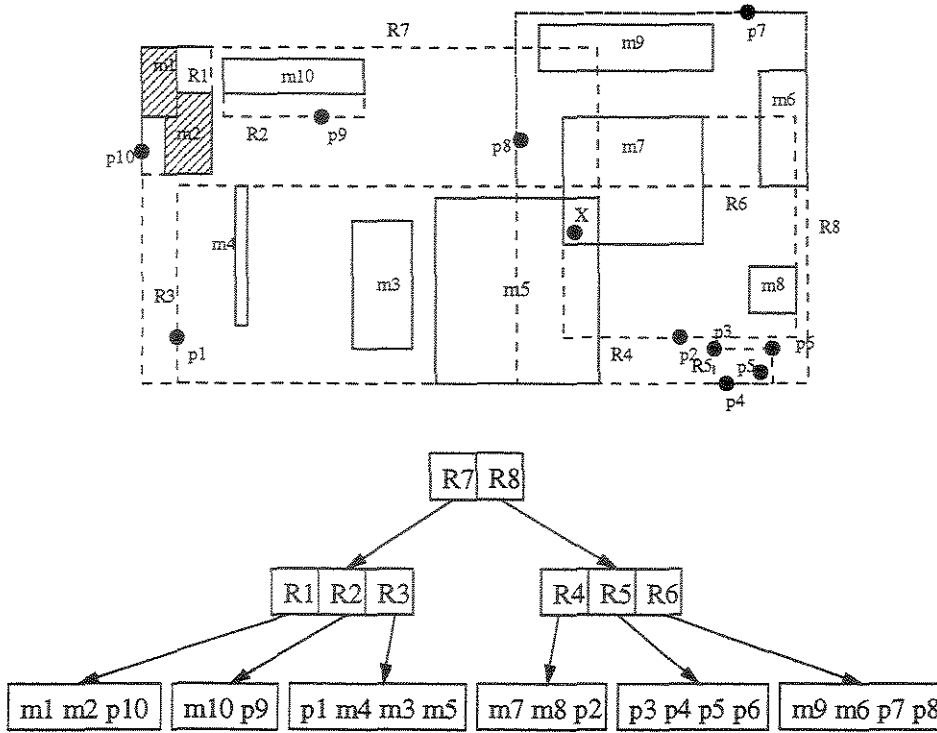 p7
R7
m9
m1
R1
m10
m6
R2
p9
m2
p10
p8
m7
R6
X
R8
m4
m3
m5
m8
R3
p1
R4
p2
p3
p6
R5
p5
p4
R7 R8
R1 R2 R3
R4 R5 R6
m1 m2 p10
m10 p9
p1 m4 m3 m5
m7 m8 p2
p3 p4 p5 p6
m9 m6 p7 p8